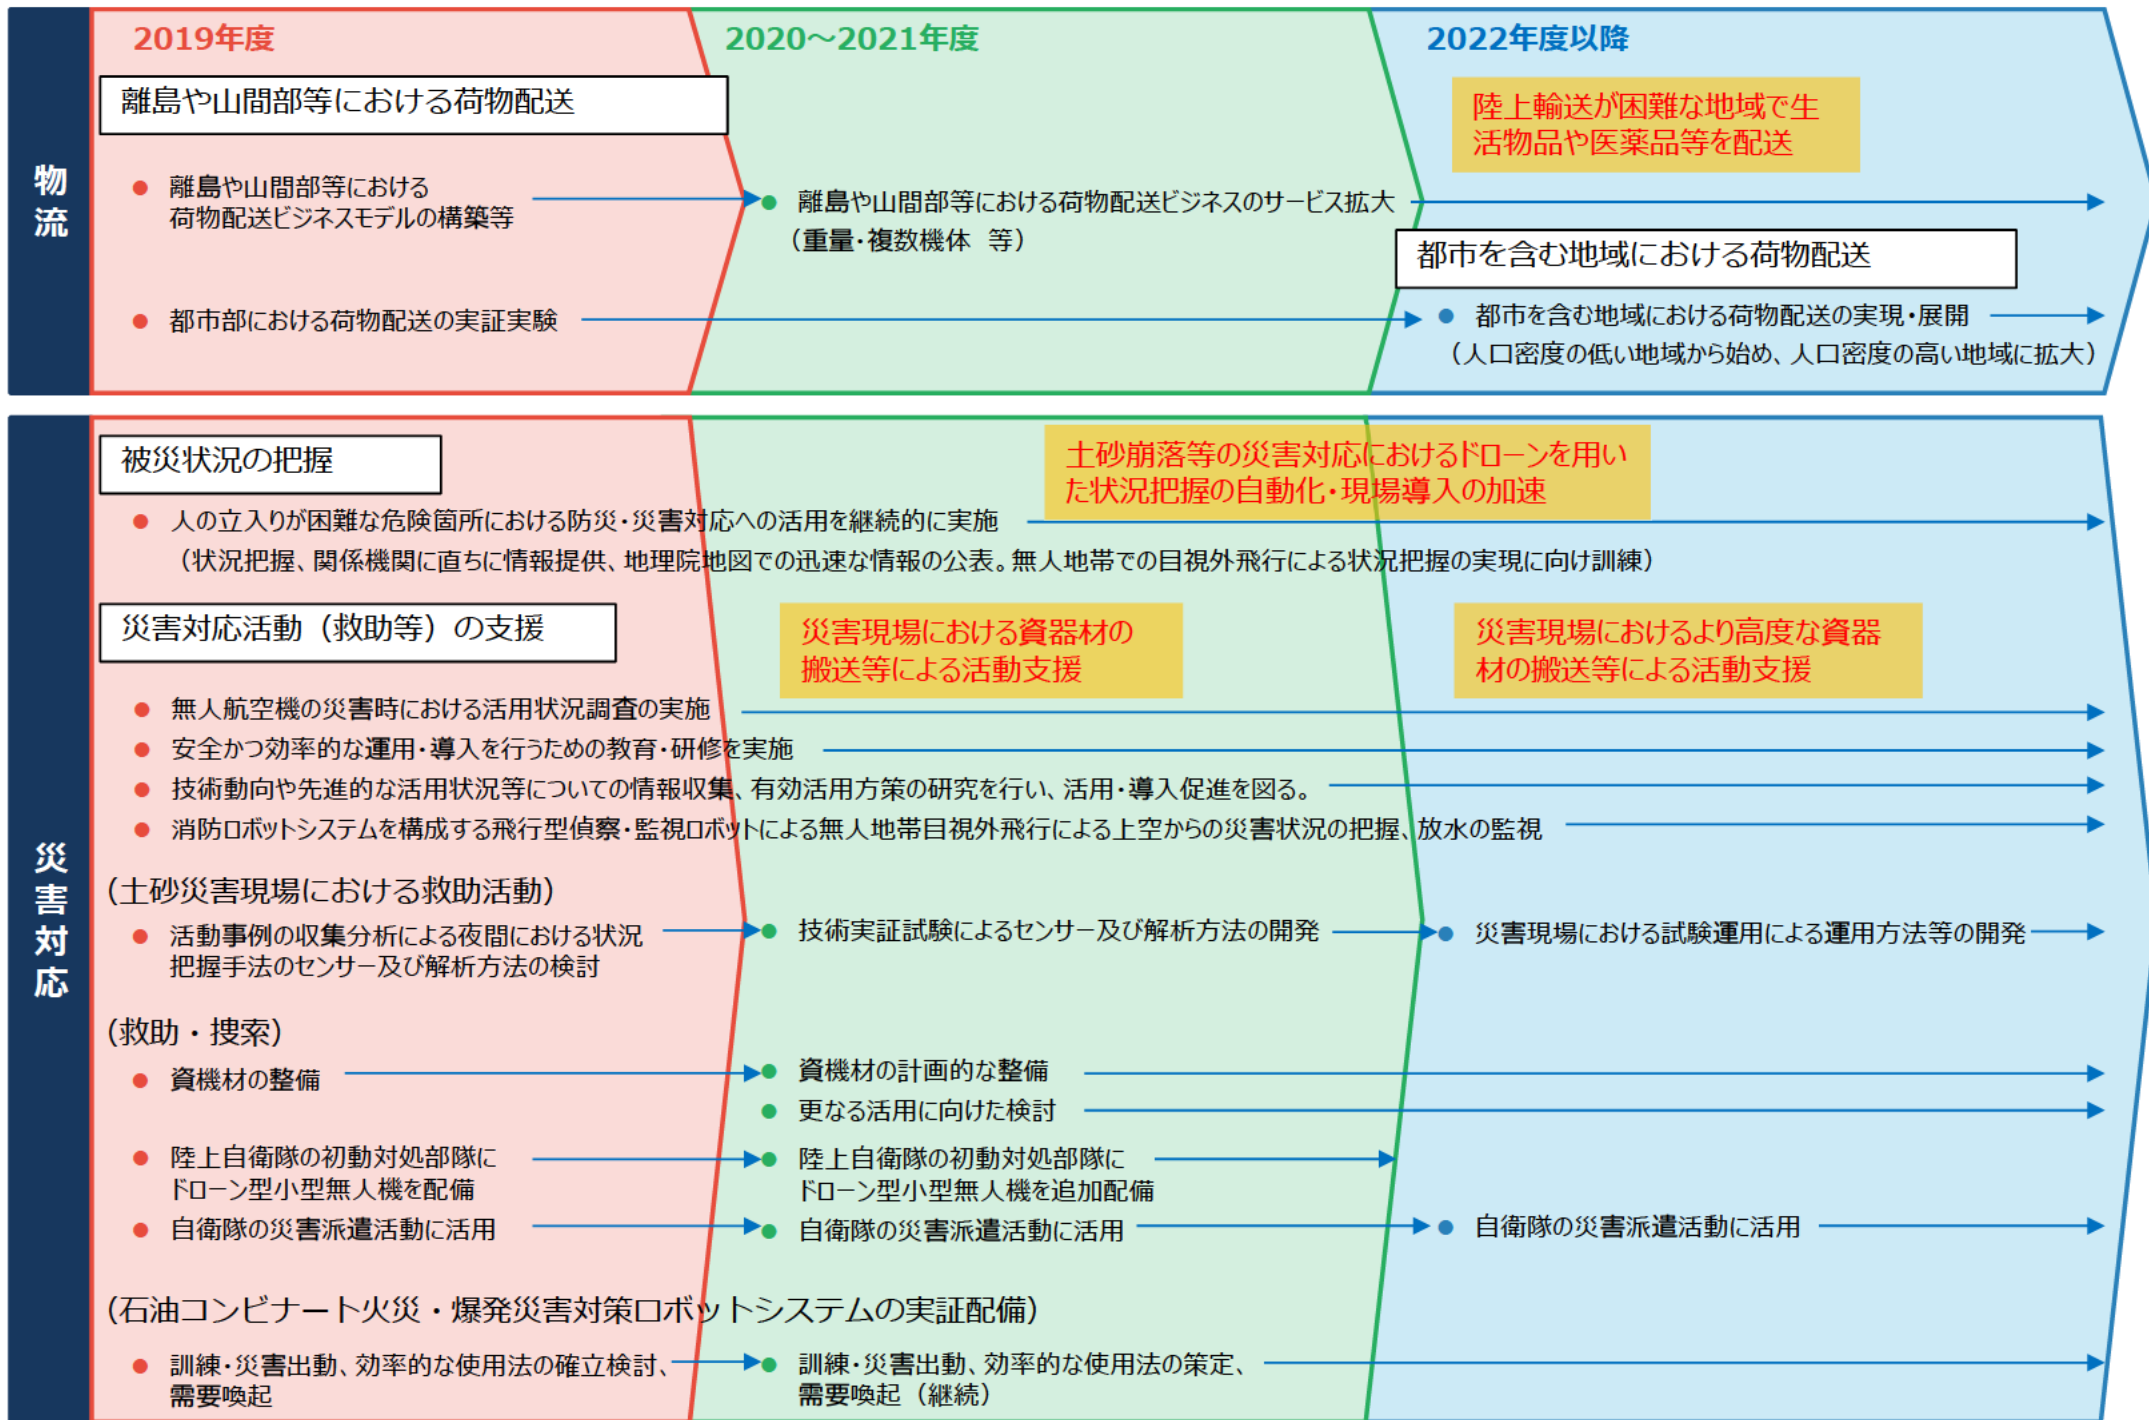 2019年度
2020～2021年度
2022年度以降
物流
離島や山間部等における荷物配送
陸上輸送が困難な地域で生
活物品や医薬品等を配送
● 離島や山間部等における
荷物配送ビジネスモデルの構築等
● 離島や山間部等における荷物配送ビジネスのサービス拡大
（重量・複数機体 等）
都市を含む地域における荷物配送
● 都市部における荷物配送の実証実験
● 都市を含む地域における荷物配送の実現・展開
（人口密度の低い地域から始め、人口密度の高い地域に拡大）
災害対応
被災状況の把握
土砂崩落等の災害対応におけるドローンを用い
た状況把握の自動化・現場導入の加速
● 人の立入りが困難な危険箇所における防災・災害対応への活用を継続的に実施
（状況把握、関係機関に直ちに情報提供、地理院地図での迅速な情報の公表。無人地帯での目視外飛行による状況把握の実現に向け訓練）
災害対応活動（救助等）の支援
災害現場における資器材の
搬送等による活動支援
災害現場におけるより高度な資器
材の搬送等による活動支援
● 無人航空機の災害時における活用状況調査の実施
● 安全かつ効率的な運用・導入を行うための教育・研修を実施
● 技術動向や先進的な活用状況等についての情報収集、有効活用方策の研究を行い、活用・導入促進を図る。
● 消防ロボットシステムを構成する飛行型偵察・監視ロボットによる無人地帯目視外飛行による上空からの災害状況の把握、放水の監視
（土砂災害現場における救助活動）
● 活動事例の収集分析による夜間における状況
把握手法のセンサー及び解析方法の検討
● 技術実証試験によるセンサー及び解析方法の開発
● 災害現場における試験運用による運用方法等の開発
（救助・捜索）
● 資機材の整備
● 資機材の計画的な整備
● 更なる活用に向けた検討
● 陸上自衛隊の初動対処部隊に
ドローン型小型無人機を配備
● 陸上自衛隊の初動対処部隊に
ドローン型小型無人機を追加配備
● 自衛隊の災害派遣活動に活用
● 自衛隊の災害派遣活動に活用
● 自衛隊の災害派遣活動に活用
（石油コンビナート火災・爆発災害対策ロボットシステムの実証配備）
● 訓練・災害出動、効率的な使用法の確立検討、
需要喚起
● 訓練・災害出動、効率的な使用法の策定、
需要喚起（継続）